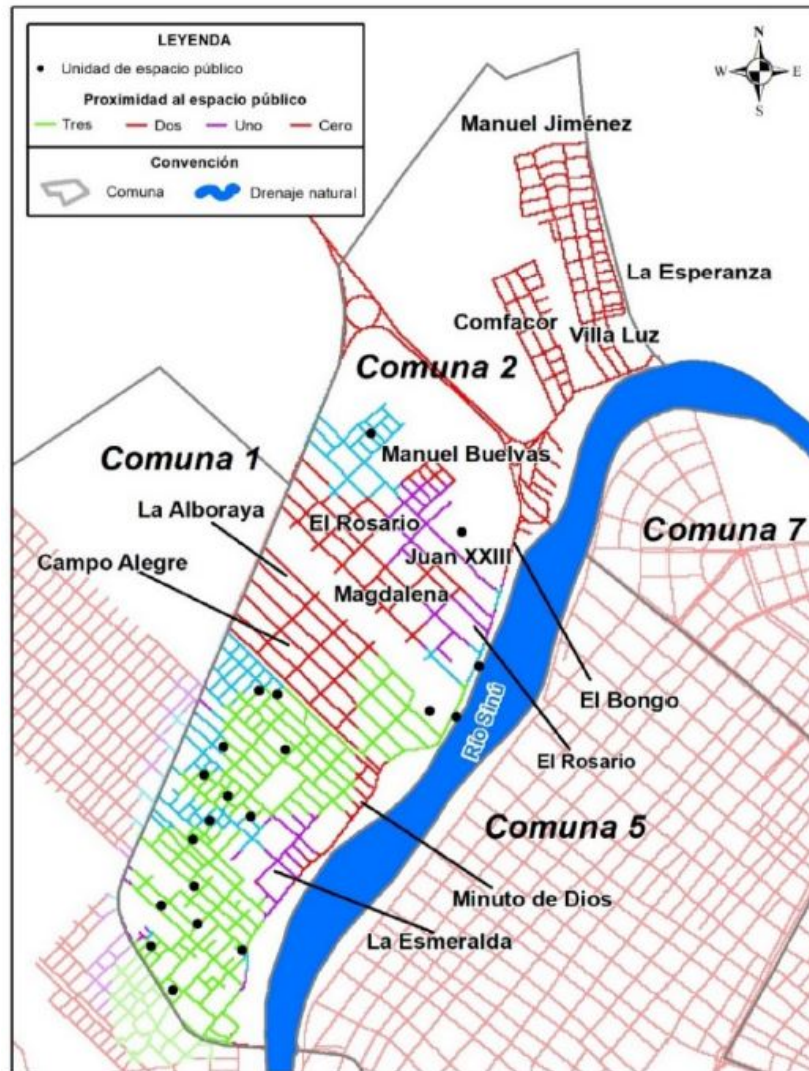 LEYENDA
Unidad de espacio público
Proximidad al espacio público
Tres Dos Uno Cero
Convención
Comuna Drenaje natural
N
W E
S
Manuel Jiménez
La Esperanza
Comfacor
Villa Luz
Comuna 2
Manuel Buelvas
Comuna 1
La Alboraya
El Rosario
Comuna 7
Juan XXIII
Campo Alegre
Magdalena
El Bongo
Río Sinú
El Rosario
Comuna 5
Minuto de Dios
La Esmeralda